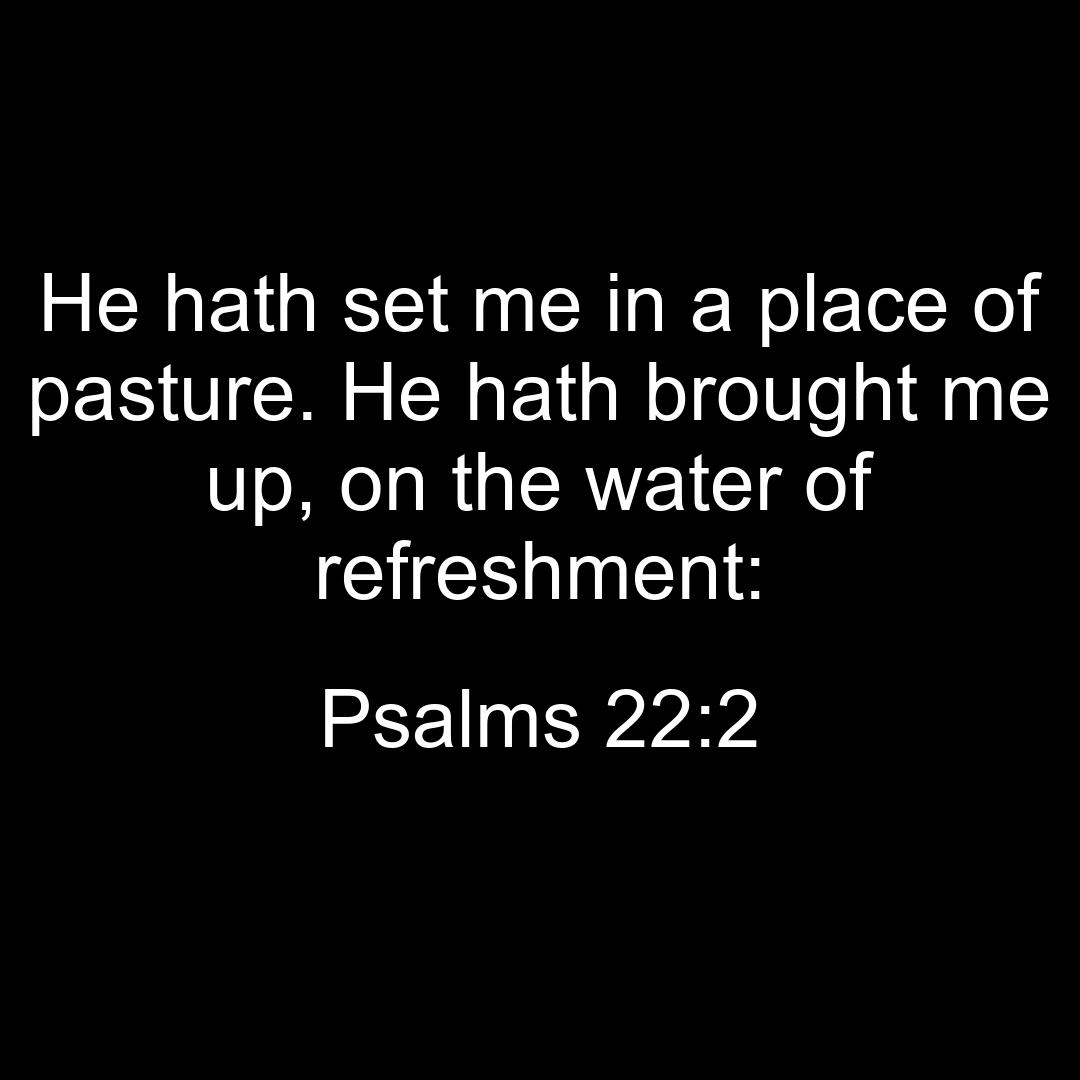 He hath set me in a place of
pasture. He hath brought me
up, on the water of
refreshment:
Psalms 22:2